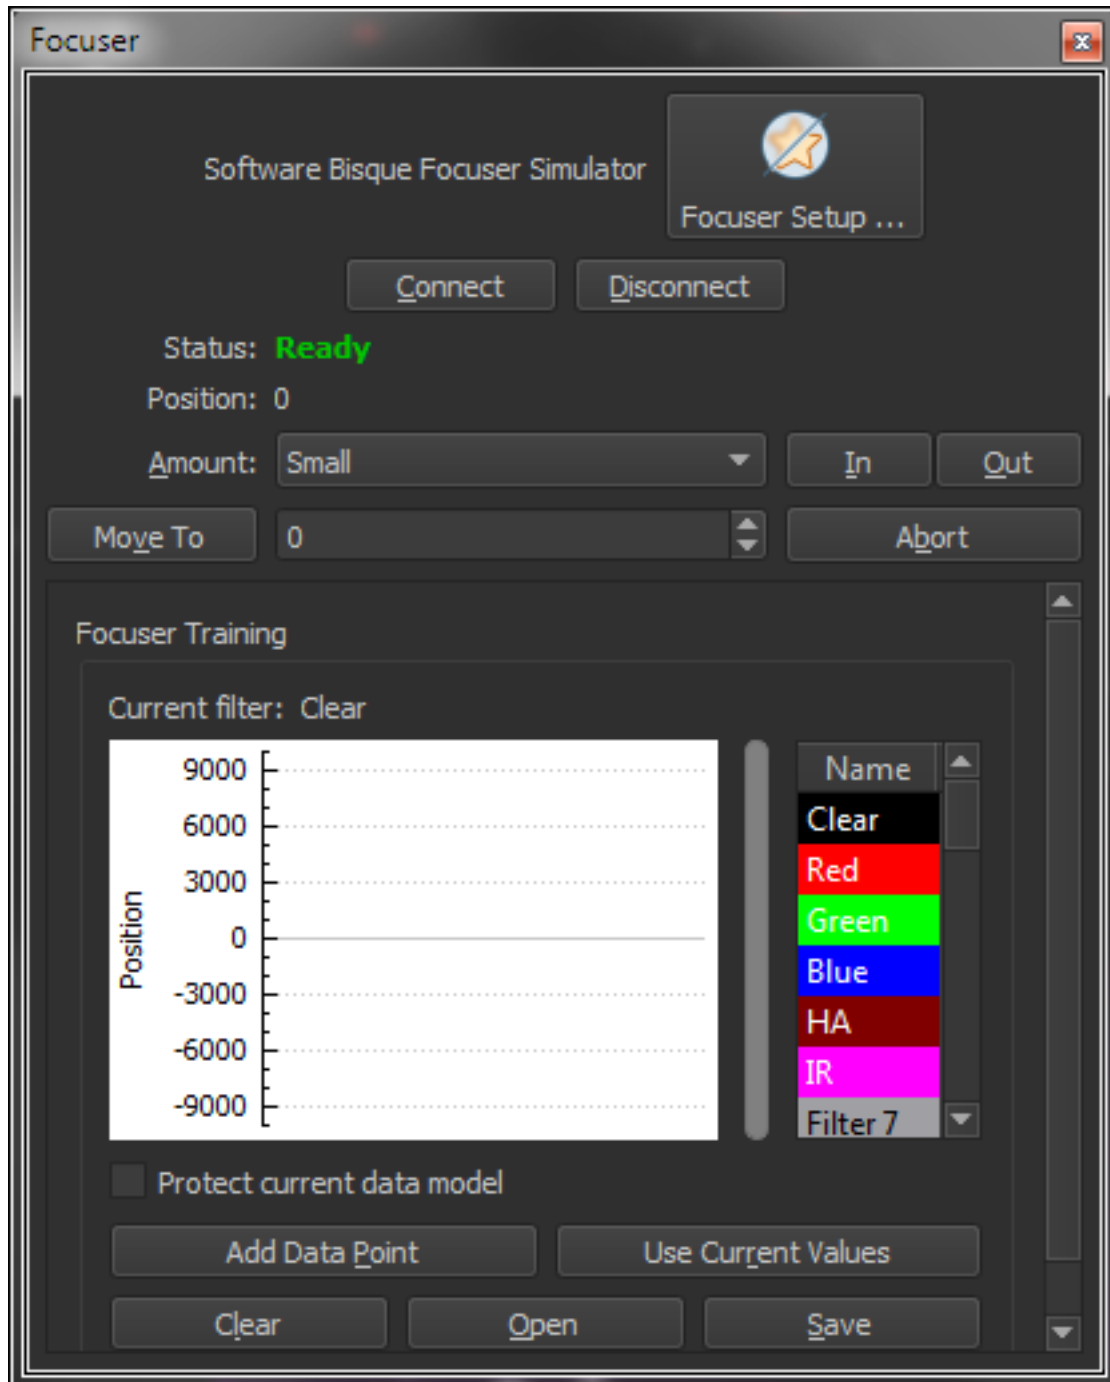 Focuser
Software Bisque Focuser Simulator
Focuser Setup ...
Connect Disconnect
Status: Ready
Position: 0
Amount: Small In Out
Move To 0 Abort
Focuser Training
Current filter: Clear
9000
6000
3000
0
-3000
-6000
-9000
Position
Name
Clear
Red
Green
Blue
HA
IR
Filter 7
Protect current data model
Add Data Point Use Current Values
Clear Open Save